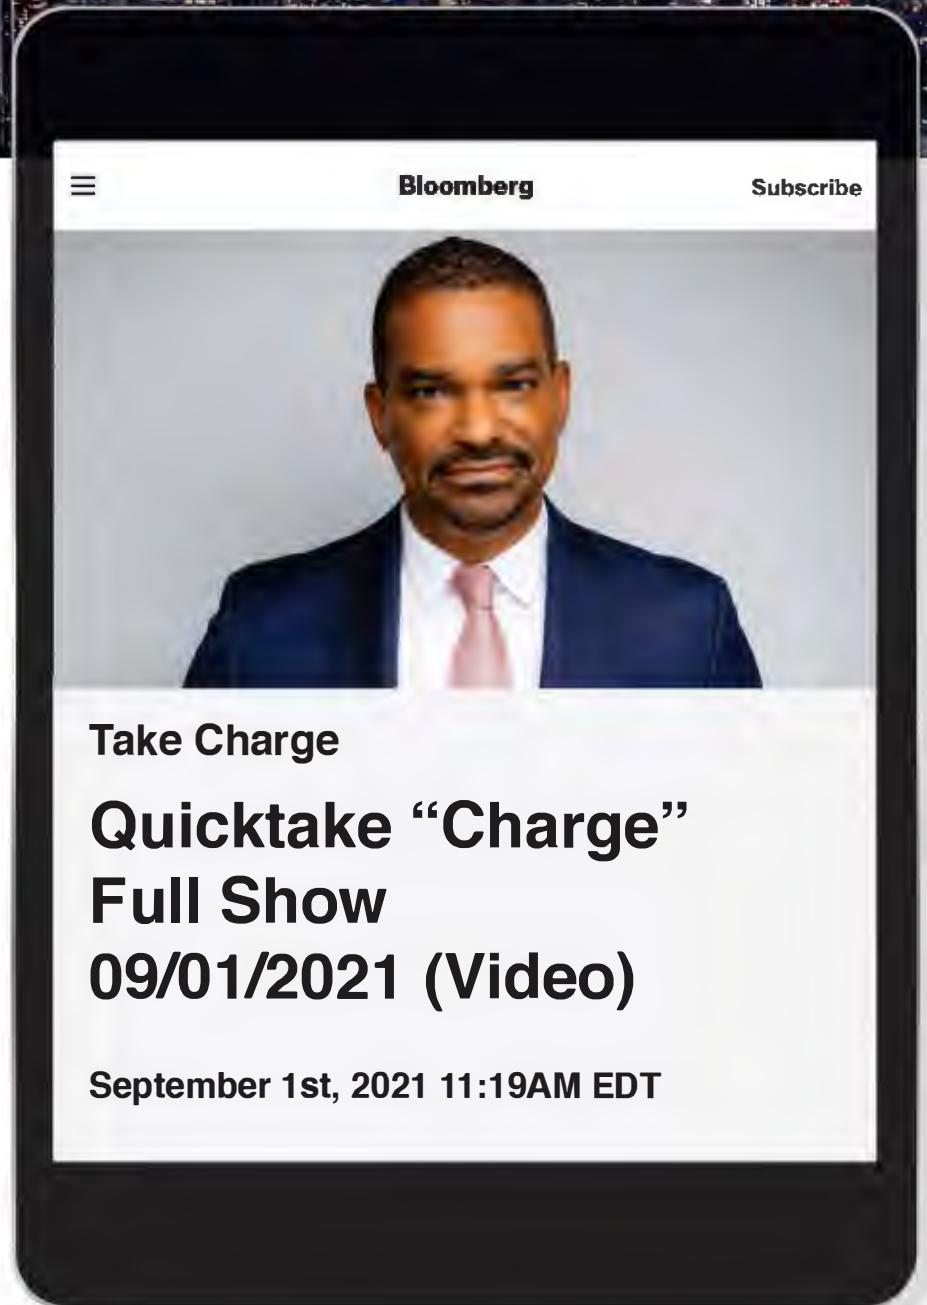 Bloomberg
Subscribe
Take Charge
Quicktake “Charge”
Full Show
09/01/2021 (Video)
September 1st, 2021 11:19AM EDT